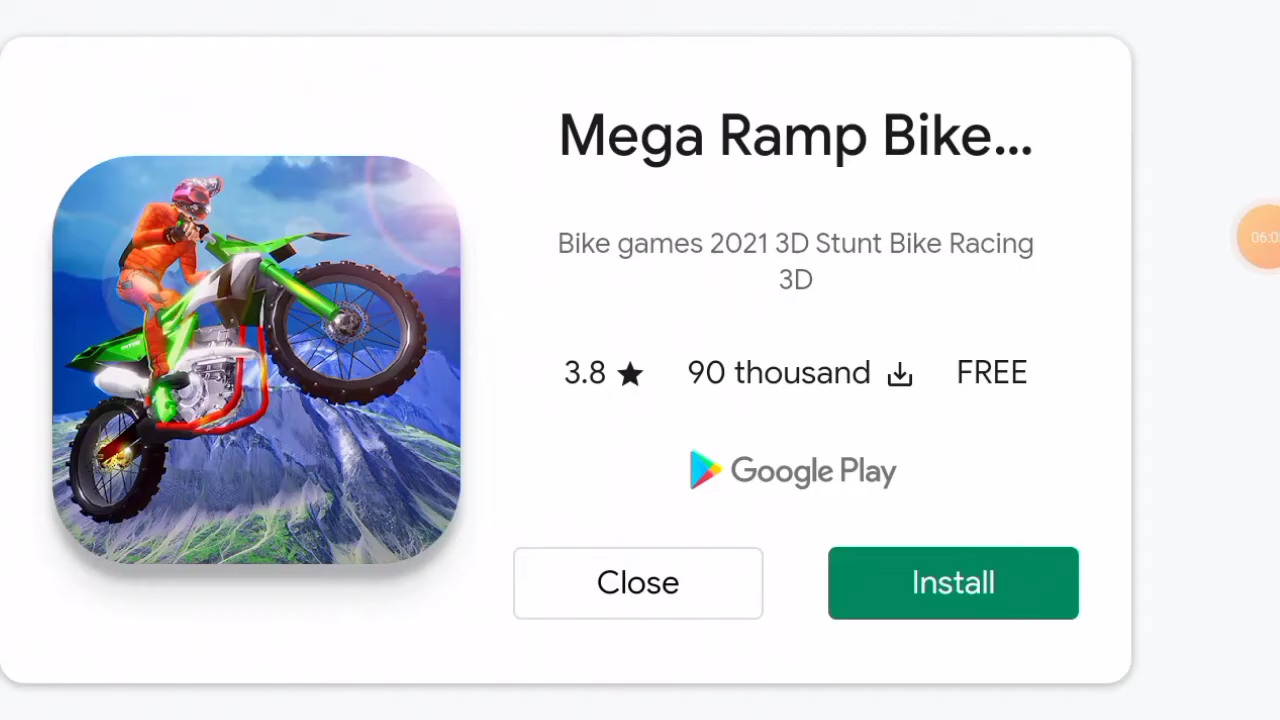 Mega Ramp Bike...
Bike games 2021 3D Stunt Bike Racing
3D
3.8 ★ 90 thousand FREE
Google Play
Close
Install